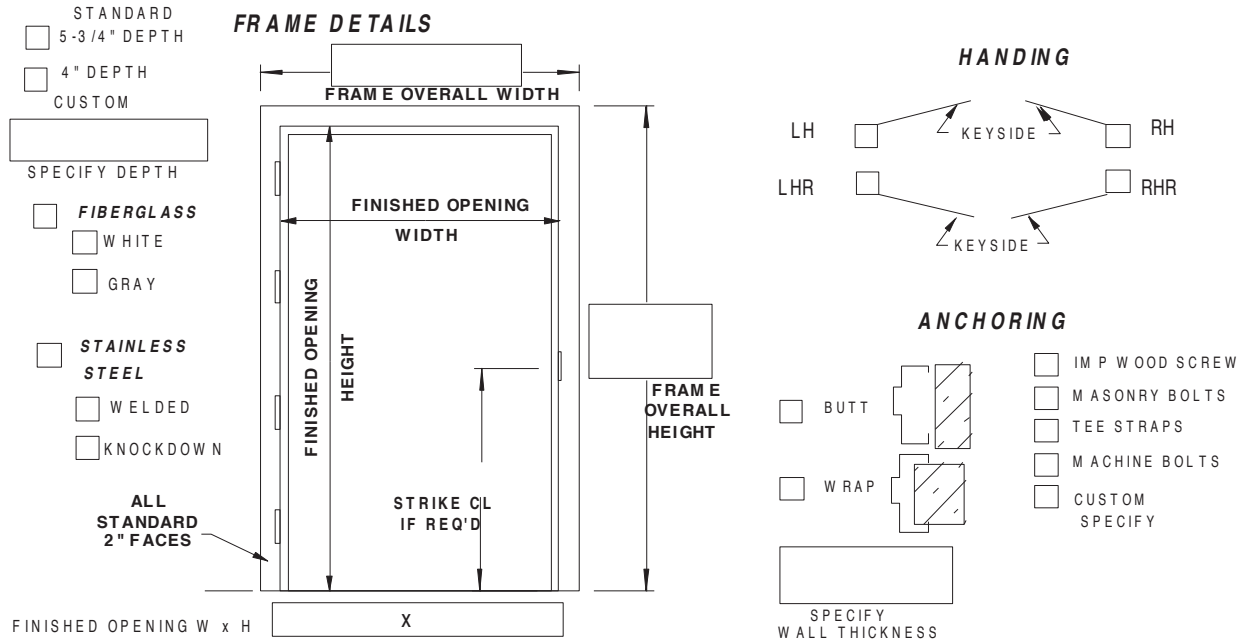 STANDARD
5-3/4" DEPTH
4" DEPTH
CUSTOM
SPECIFY DEPTH
FIBERGLASS
WHITE
GRAY
STAINLESS
STEEL
WELDED
KNOCKDOWN
ALL
STANDARD
2" FACES
FINISHED OPENING W x H
X
FRAME DETAILS
FRAME OVERALL WIDTH
FINISHED OPENING
WIDTH
FINISHED OPENING
HEIGHT
STRIKE CL
IF REQ'D
FRAME
OVERALL
HEIGHT
HANDING
LH
KEYSIDE
RH
LHR
KEYSIDE
RHR
ANCHORING
BUTT
WRAP
IMP WOOD SCREW
MASONRY BOLTS
TEE STRAPS
MACHINE BOLTS
CUSTOM
SPECIFY
SPECIFY
WALL THICKNESS